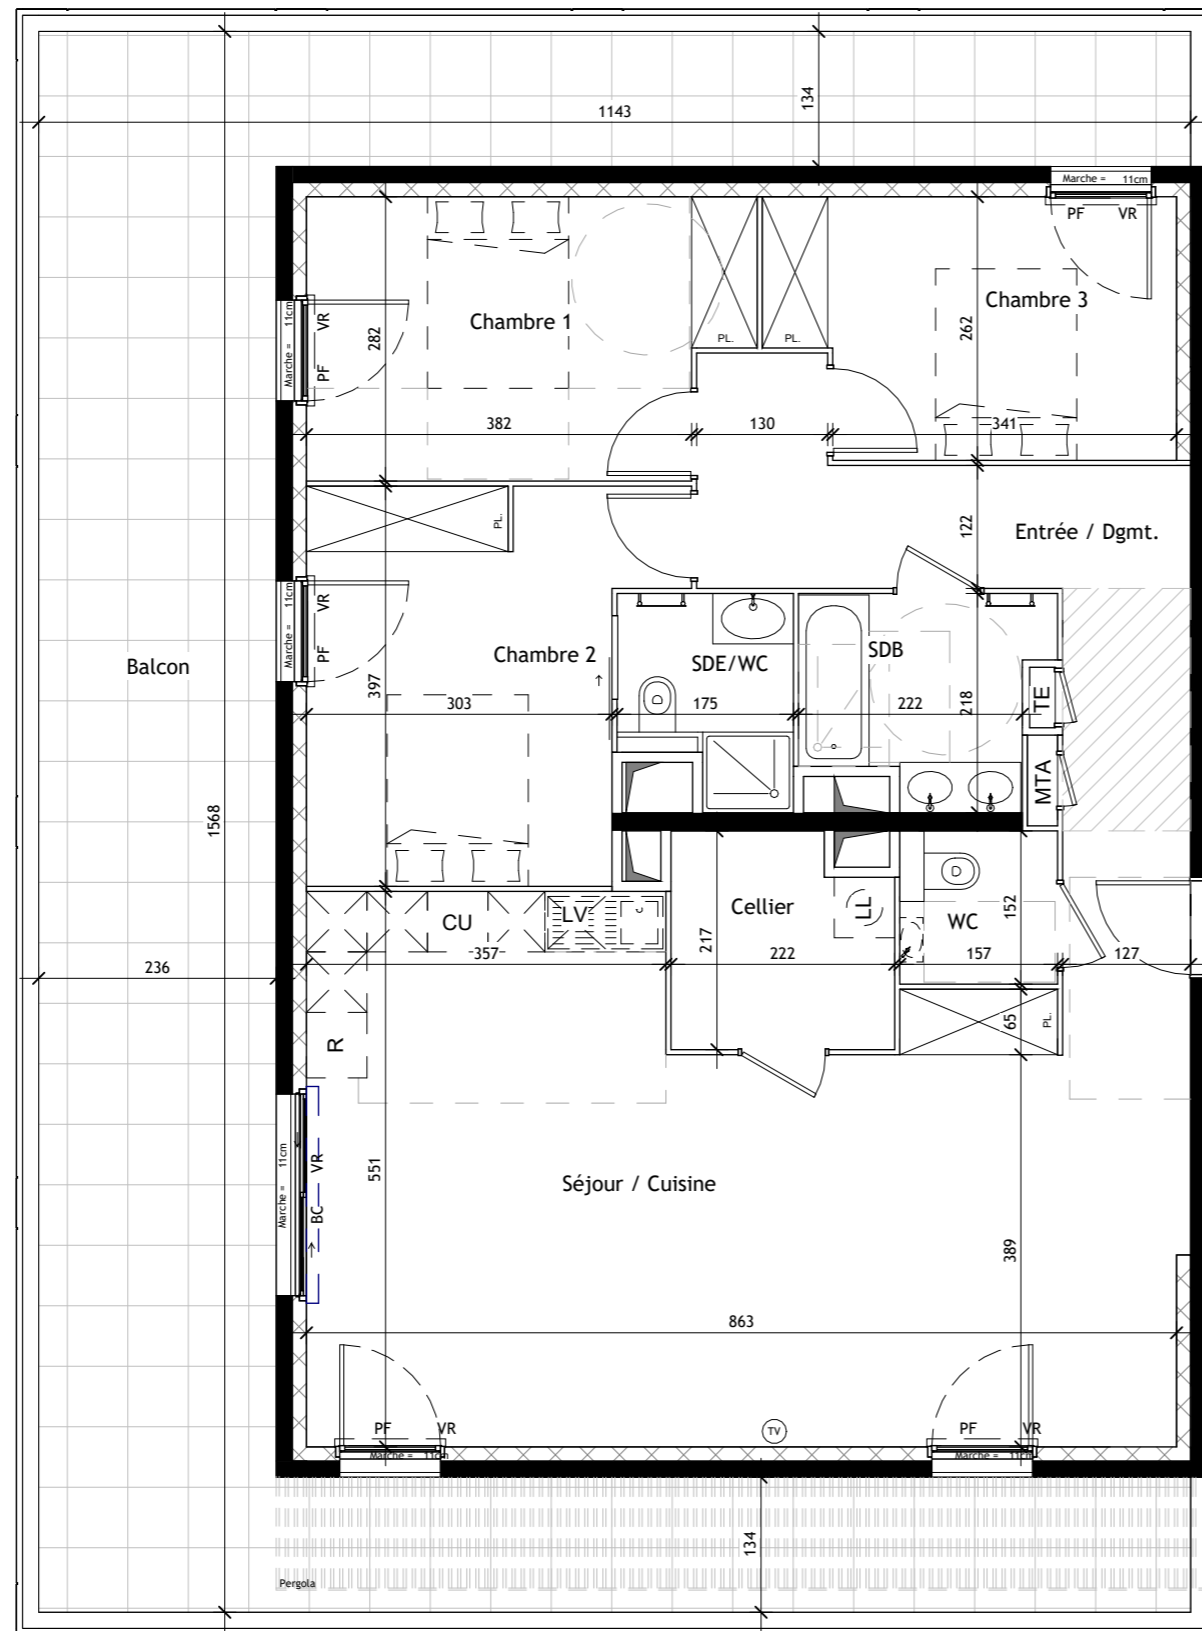 1143
134
Marche = 11cm
PF VR
Chambre 1
Chambre 3
Marche = 11cm
VR
PF
282
262
PL.
PL.
382
130
341
PL.
122
Entrée / Dgmt.
Marche = 11cm
VR
PF
Balcon
Chambre 2
SDE/WC
SDB
397
303
175
222
218
TE
MTA
1568
CU
LV
Cellier
LL
WC
152
217
236
357
222
157
127
R
65
PL.
Marche = 11cm
VR
BC
551
Séjour / Cuisine
389
863
PF VR
TV
PF VR
Marche = 11cm
Marche = 11cm
134
Pergola